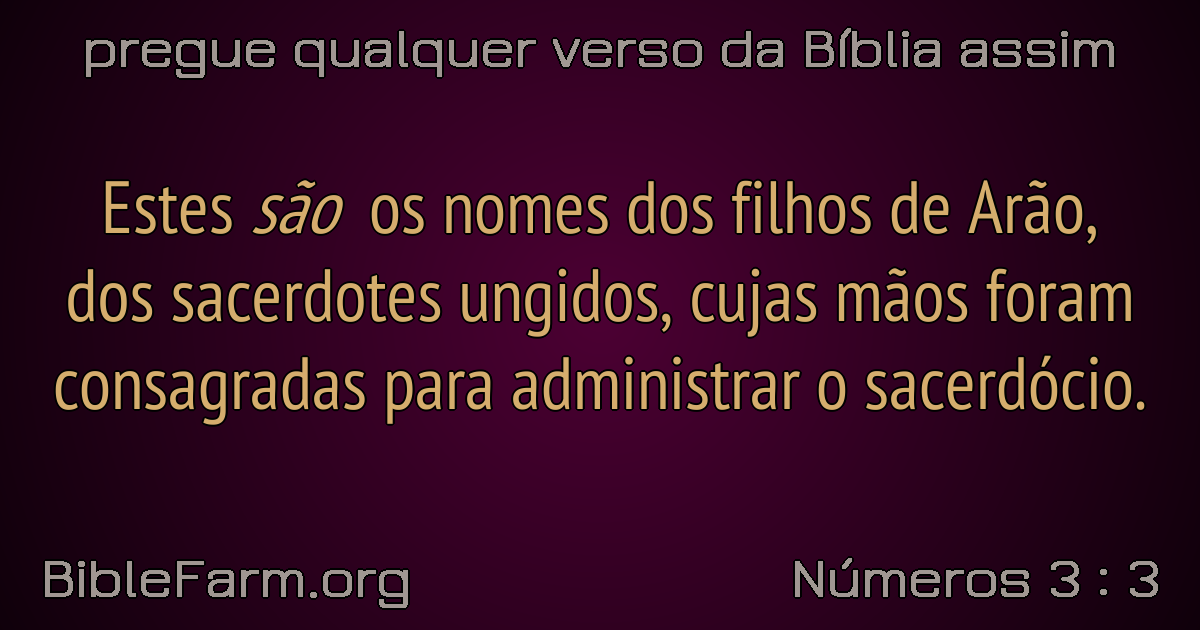 pregue qualquer verso da Bíblia assim
Estes são os nomes dos filhos de Arão,
dos sacerdotes ungidos, cujas mãos foram
consagradas para administrar o sacerdócio.
BibleFarm.org
Números 3 : 3